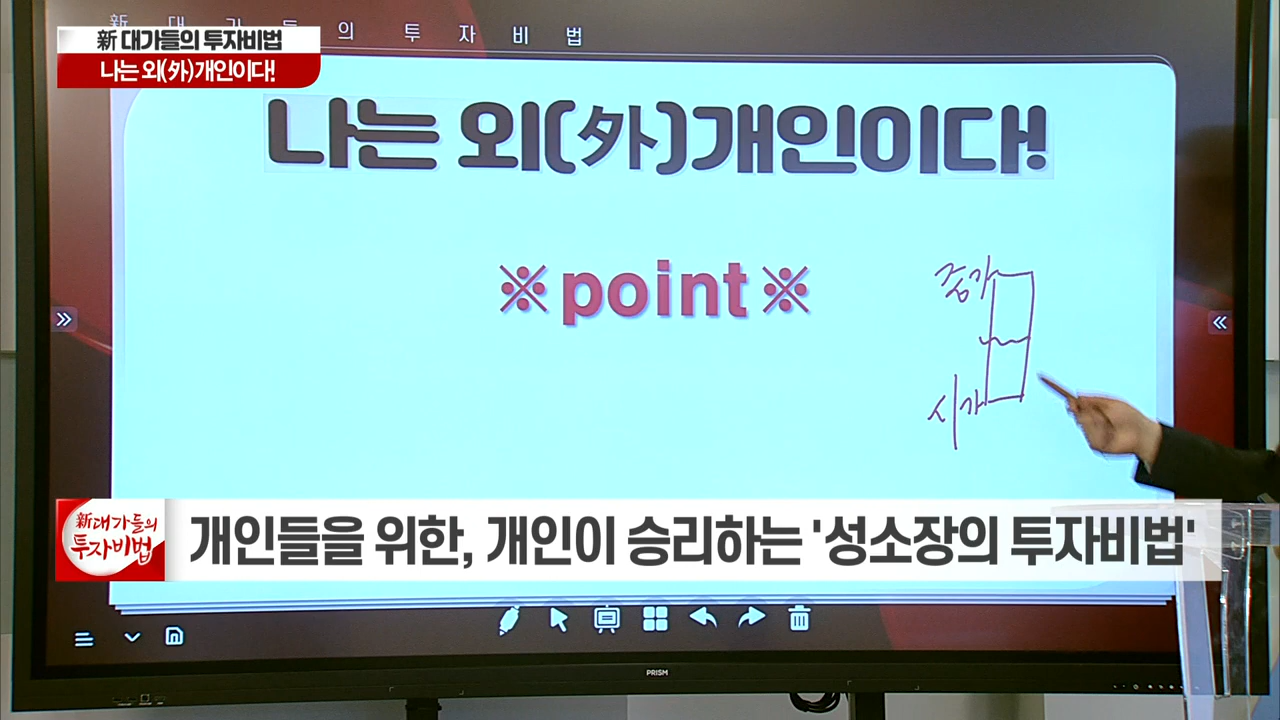 新 대 가 들 의 투 자 비 법
新 대가들의 투자비법
나는 외(外)개인이다!
나는 외(外)개인이다!
※point※
종가
시가
新대가들의
투자비법
개인들을 위한, 개인이 승리하는 '성소장의 투자비법'
PRISM